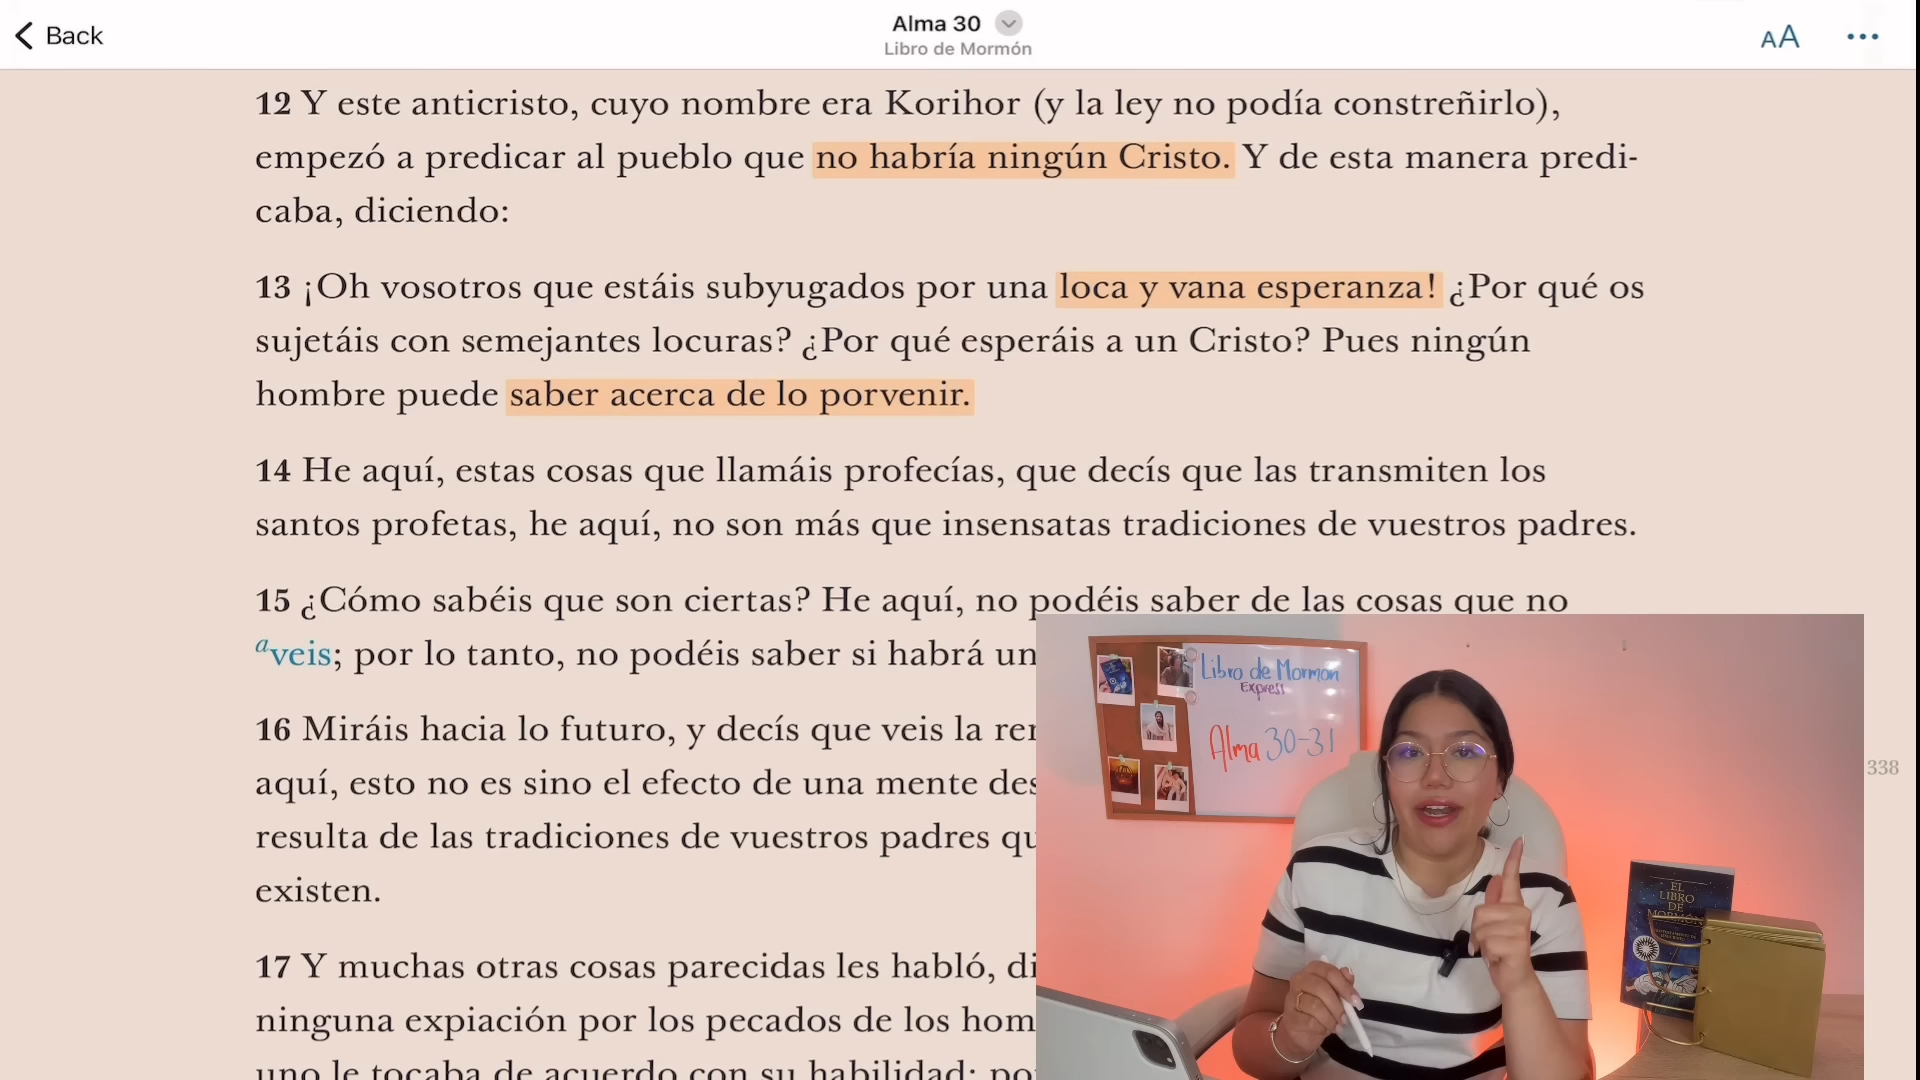 Back
Alma 30
Libro de Mormón
AA
12 Y este anticristo, cuyo nombre era Korihor (y la ley no podía constreñirlo),
empezó a predicar al pueblo que no habría ningún Cristo. Y de esta manera predi-
caba, diciendo:
13 ¡Oh vosotros que estáis subyugados por una loca y vana esperanza! ¿Por qué os
sujetáis con semejantes locuras? ¿Por qué esperáis a un Cristo? Pues ningún
hombre puede saber acerca de lo porvenir.
14 He aquí, estas cosas que llamáis profecías, que decís que las transmiten los
santos profetas, he aquí, no son más que insensatas tradiciones de vuestros padres.
15 ¿Cómo sabéis que son ciertas? He aquí, no podéis saber de las cosas que no
a veis; por lo tanto, no podéis saber si habrá un
16 Miráis hacia lo futuro, y decís que veis la rem
aquí, esto no es sino el efecto de una mente des
resulta de las tradiciones de vuestros padres qu
existen.
17 Y muchas otras cosas parecidas les habló, di
ninguna expiación por los pecados de los hom
uno le tocaba de acuerdo con su habilidad; po
338
Libro de Mormon
Express
Alma 30-31
EL
LIBRO
DE
MORMÓN